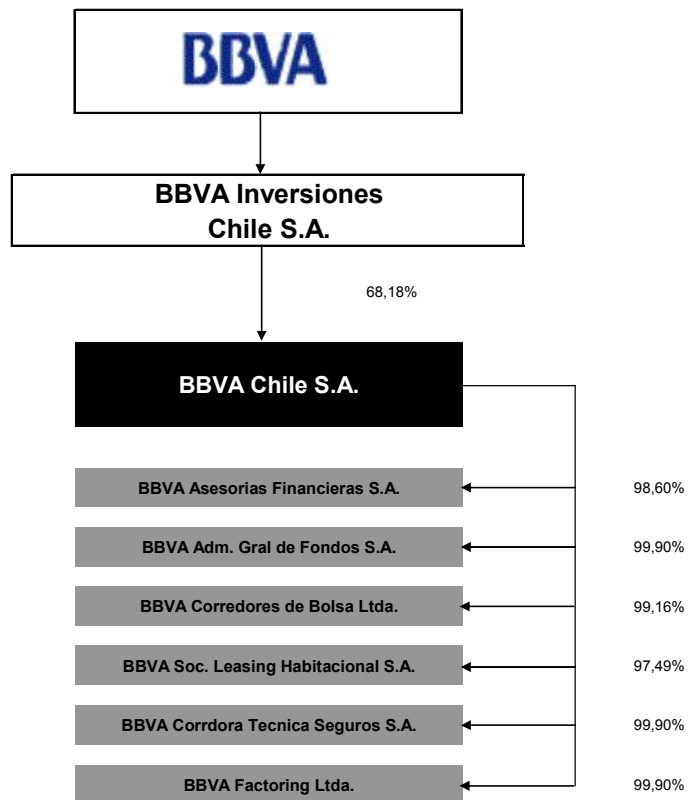 BBVA
BBVA Inversiones
Chile S.A.
68,18%
BBVA Chile S.A.
BBVA Asesorias Financieras S.A.
98,60%
BBVA Adm. Gral de Fondos S.A.
99,90%
BBVA Corredores de Bolsa Ltda.
99,16%
BBVA Soc. Leasing Habitacional S.A.
97,49%
BBVA Corrdora Tecnica Seguros S.A.
99,90%
BBVA Factoring Ltda.
99,90%